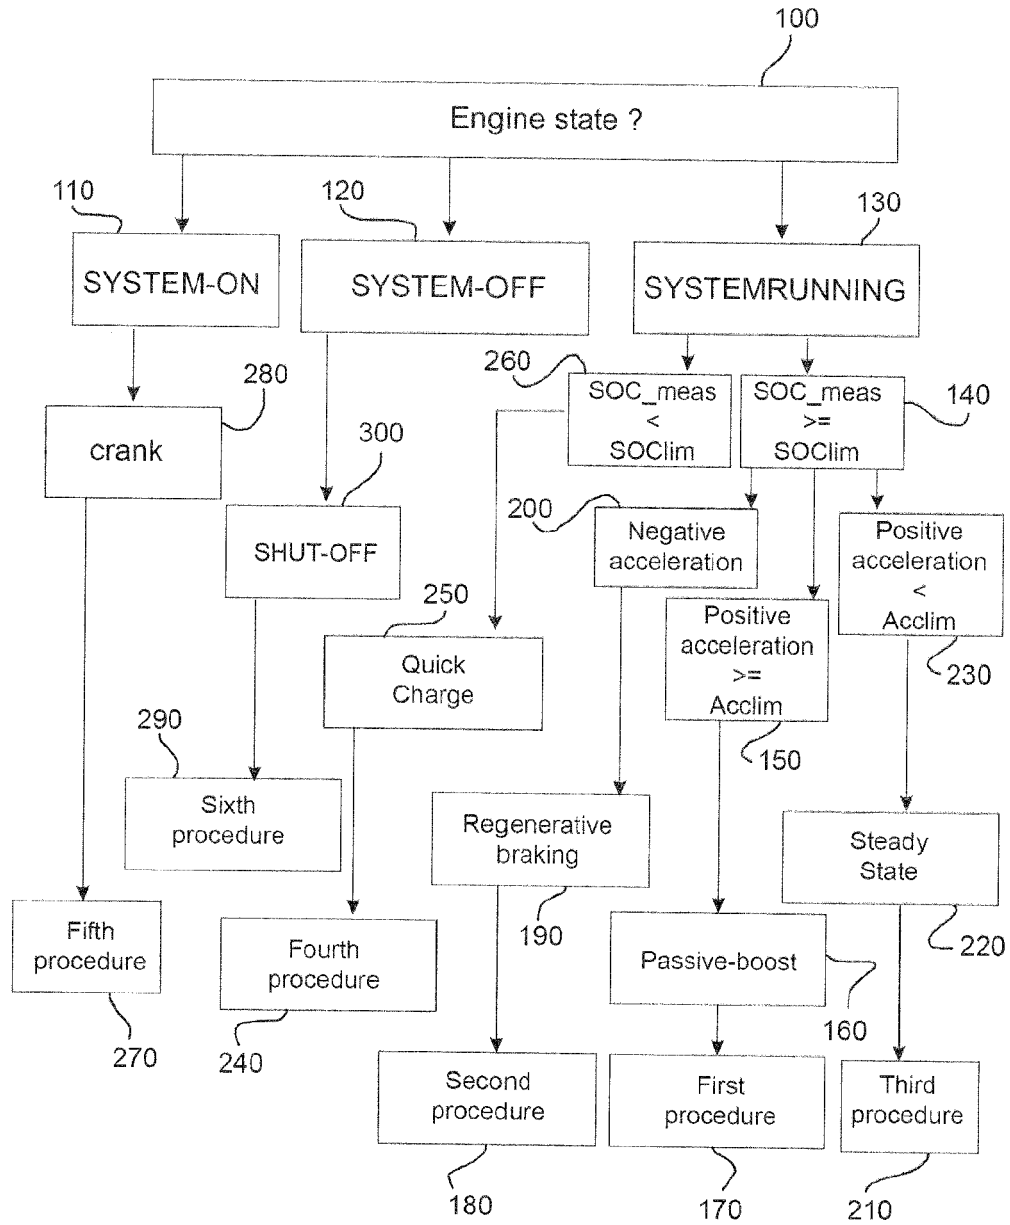 100
Engine state ?
110
120
130
SYSTEM-ON
SYSTEM-OFF
SYSTEMRUNNING
260
SOC_meas
<
SOClim
SOC_meas
>=
SOClim
140
280
crank
300
SHUT-OFF
200
Negative
acceleration
Positive
acceleration
<
Acclim
230
250
Quick
Charge
Positive
acceleration
>=
Acclim
150
290
Sixth
procedure
Regenerative
braking
190
Steady
State
220
Fifth
procedure
270
Fourth
procedure
240
Passive-boost
160
Second
procedure
180
First
procedure
170
Third
procedure
210